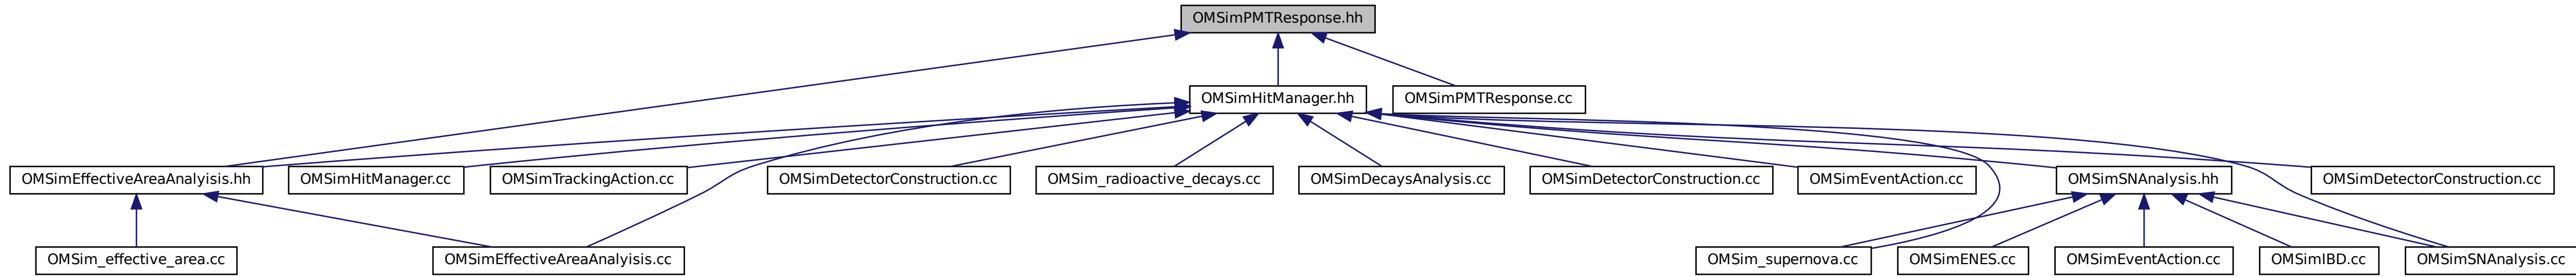 OMSimPMTResponse.hh
OMSimHitManager.hh
OMSimPMTResponse.cc
OMSimEffectiveAreaAnalyisis.hh
OMSimHitManager.cc
OMSimTrackingAction.cc
OMSimDetectorConstruction.cc
OMSim_radioactive_decays.cc
OMSimDecaysAnalysis.cc
OMSimDetectorConstruction.cc
OMSimEventAction.cc
OMSimSNAnalysis.hh
OMSimDetectorConstruction.cc
OMSim_effective_area.cc
OMSimEffectiveAreaAnalyisis.cc
OMSim_supernova.cc
OMSimENES.cc
OMSimEventAction.cc
OMSimIBD.cc
OMSimSNAnalysis.cc